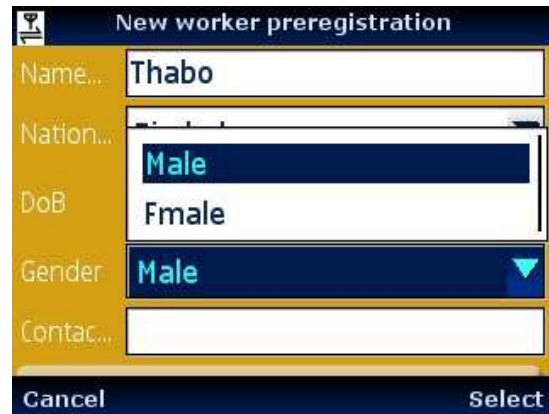 New worker preregistration
Name...
Thabo
Nation...
Male
DoB
Fmale
Gender
Male
Contac...
Cancel
Select